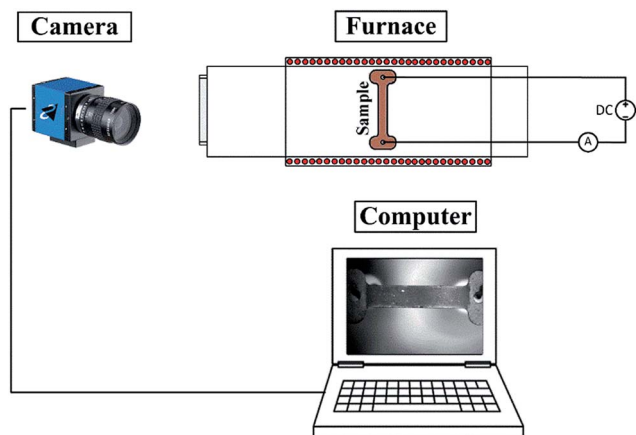 Camera
Furnace
Sample
DC
+
−
A
Computer